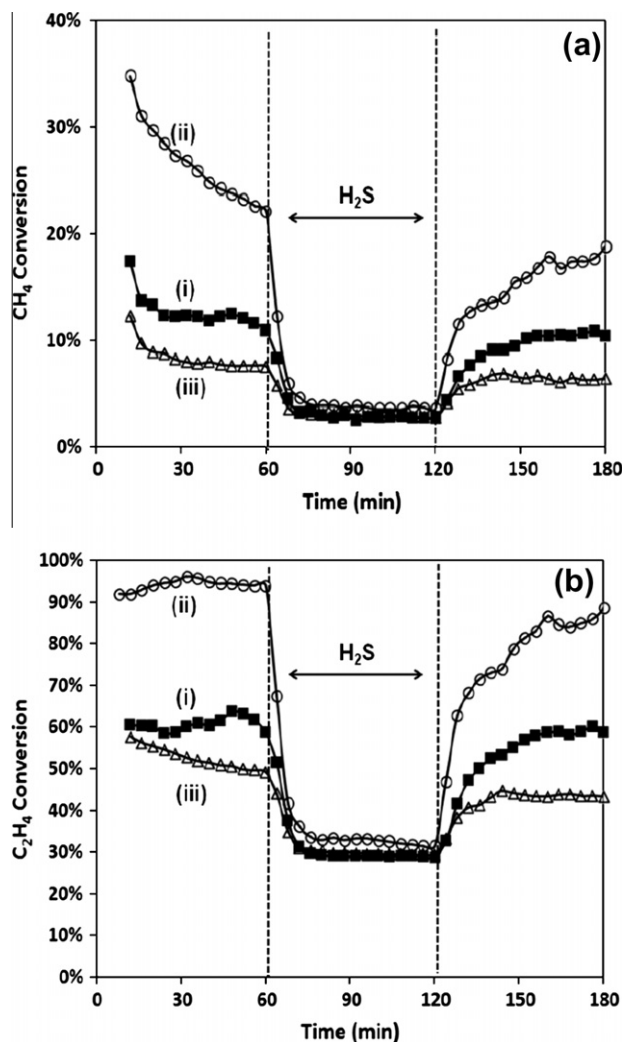 (a)
40%
30%
20%
10%
0%
CH4 Conversion
(ii)
(i)
(iii)
H2S
0 30 60 90 120 150 180
Time (min)
(b)
100%
90%
80%
70%
60%
50%
40%
30%
20%
10%
0%
C2H4 Conversion
(ii)
(i)
(iii)
H2S
0 30 60 90 120 150 180
Time (min)